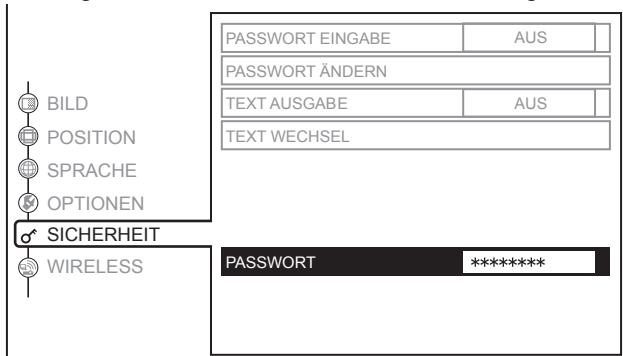 PASSWORT EINGABE AUS
PASSWORT ÄNDERN
TEXT AUSGABE AUS
TEXT WECHSEL
BILD
POSITION
SPRACHE
OPTIONEN
SICHERHEIT
WIRELESS
PASSWORT ********